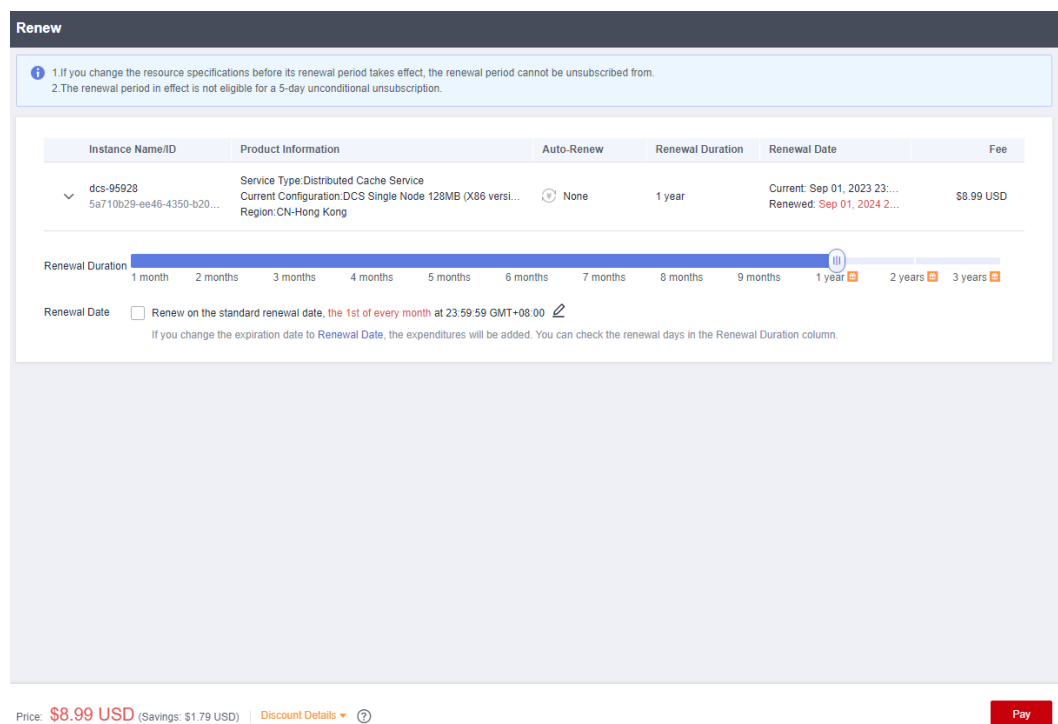 Renew
1.If you change the resource specifications before its renewal period takes effect, the renewal period cannot be unsubscribed from.
2.The renewal period in effect is not eligible for a 5-day unconditional unsubscription.
Instance Name/ID Product Information Auto-Renew Renewal Duration Renewal Date Fee
dcs-95928
5a710b29-ee46-4350-b20...
Service Type:Distributed Cache Service
Current Configuration:DCS Single Node 128MB (X86 versi...
Region:CN-Hong Kong
None
1 year
Current: Sep 01, 2023 23:...
Renewed: Sep 01, 2024 2...
$8.99 USD
Renewal Duration
1 month 2 months 3 months 4 months 5 months 6 months 7 months 8 months 9 months 1 year 2 years 3 years
Renewal Date Renew on the standard renewal date, the 1st of every month at 23:59:59 GMT+08:00
If you change the expiration date to Renewal Date, the expenditures will be added. You can check the renewal days in the Renewal Duration column.
Price: $8.99 USD (Savings: $1.79 USD) Discount Details ? Pay